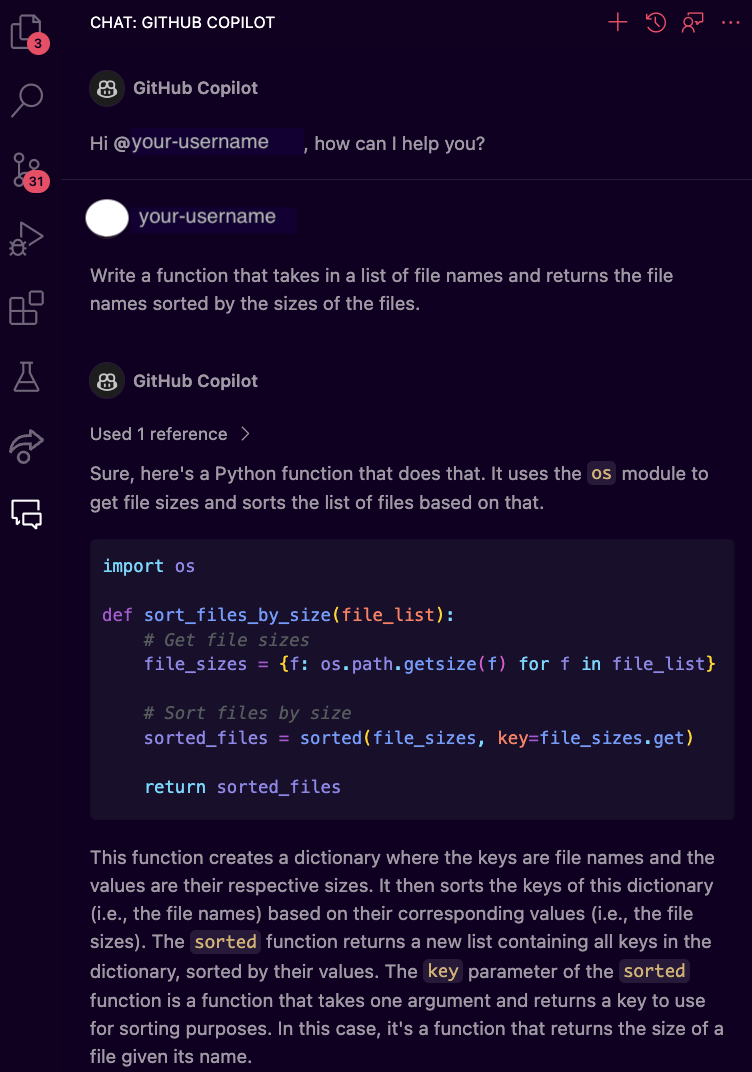 CHAT: GITHUB COPILOT
3
GitHub Copilot
Hi @your-username, how can I help you?
31
your-username
Write a function that takes in a list of file names and returns the file
names sorted by the sizes of the files.
GitHub Copilot
Used 1 reference
Sure, here's a Python function that does that. It uses the os module to
get file sizes and sorts the list of files based on that.
import os
def sort_files_by_size(file_list):
# Get file sizes
file_sizes = {f: os.path.getsize(f) for f in file_list}
# Sort files by size
sorted_files = sorted(file_sizes, key=file_sizes.get)
return sorted_files
This function creates a dictionary where the keys are file names and the
values are their respective sizes. It then sorts the keys of this dictionary
(i.e., the file names) based on their corresponding values (i.e., the file
sizes). The sorted function returns a new list containing all keys in the
dictionary, sorted by their values. The key parameter of the sorted
function is a function that takes one argument and returns a key to use
for sorting purposes. In this case, it's a function that returns the size of a
file given its name.